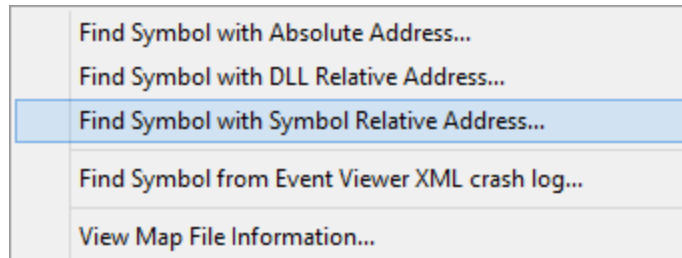 Find Symbol with Absolute Address...
Find Symbol with DLL Relative Address...
Find Symbol with Symbol Relative Address...
Find Symbol from Event Viewer XML crash log...
View Map File Information...